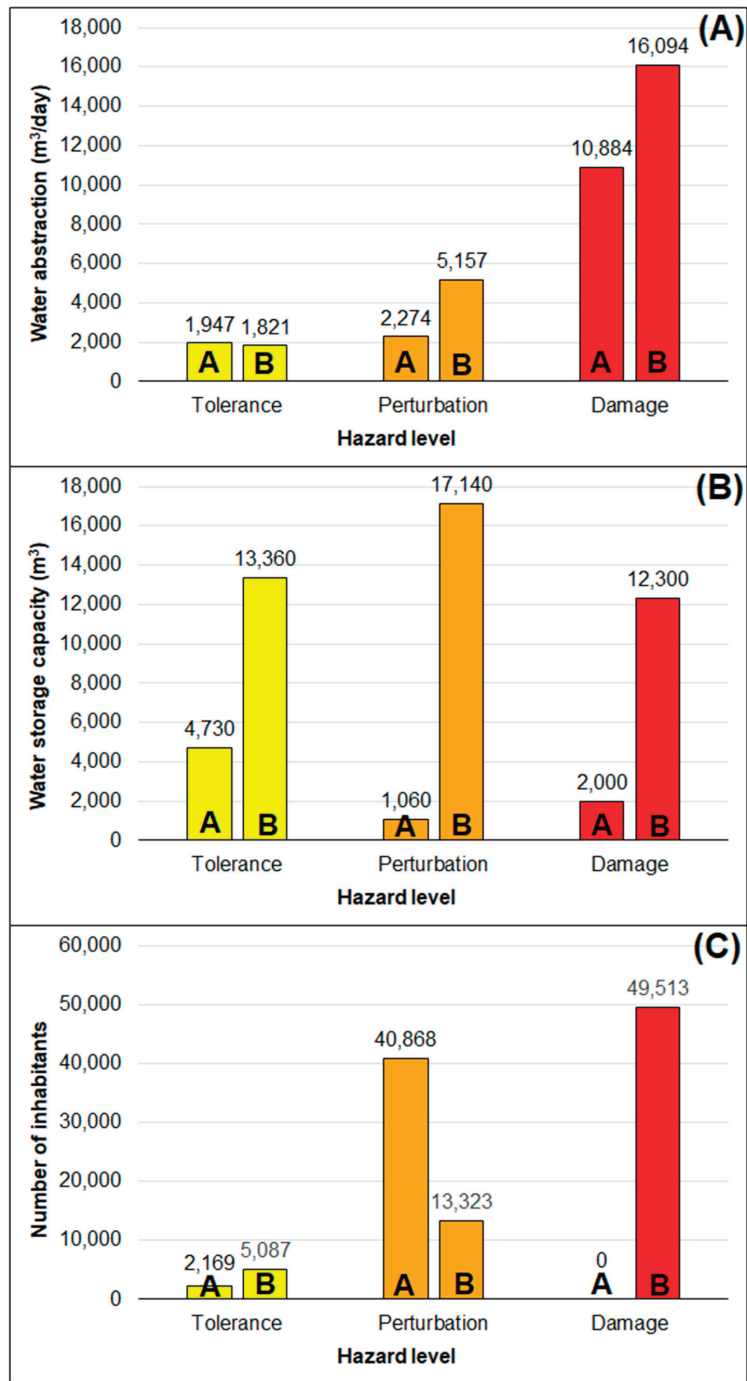 (A)
Water abstraction (m³/day)
18,000
16,000
14,000
12,000
10,000
8,000
6,000
4,000
2,000
0
1,947
1,821
2,274
5,157
10,884
16,094
A
B
A
B
A
B
Tolerance
Perturbation
Damage
Hazard level
(B)
Water storage capacity (m³)
18,000
16,000
14,000
12,000
10,000
8,000
6,000
4,000
2,000
0
4,730
13,360
1,060
17,140
2,000
12,300
A
B
A
B
A
B
Tolerance
Perturbation
Damage
Hazard level
(C)
Number of inhabitants
60,000
50,000
40,000
30,000
20,000
10,000
0
2,169
5,087
40,868
13,323
0
49,513
A
B
A
B
A
B
Tolerance
Perturbation
Damage
Hazard level